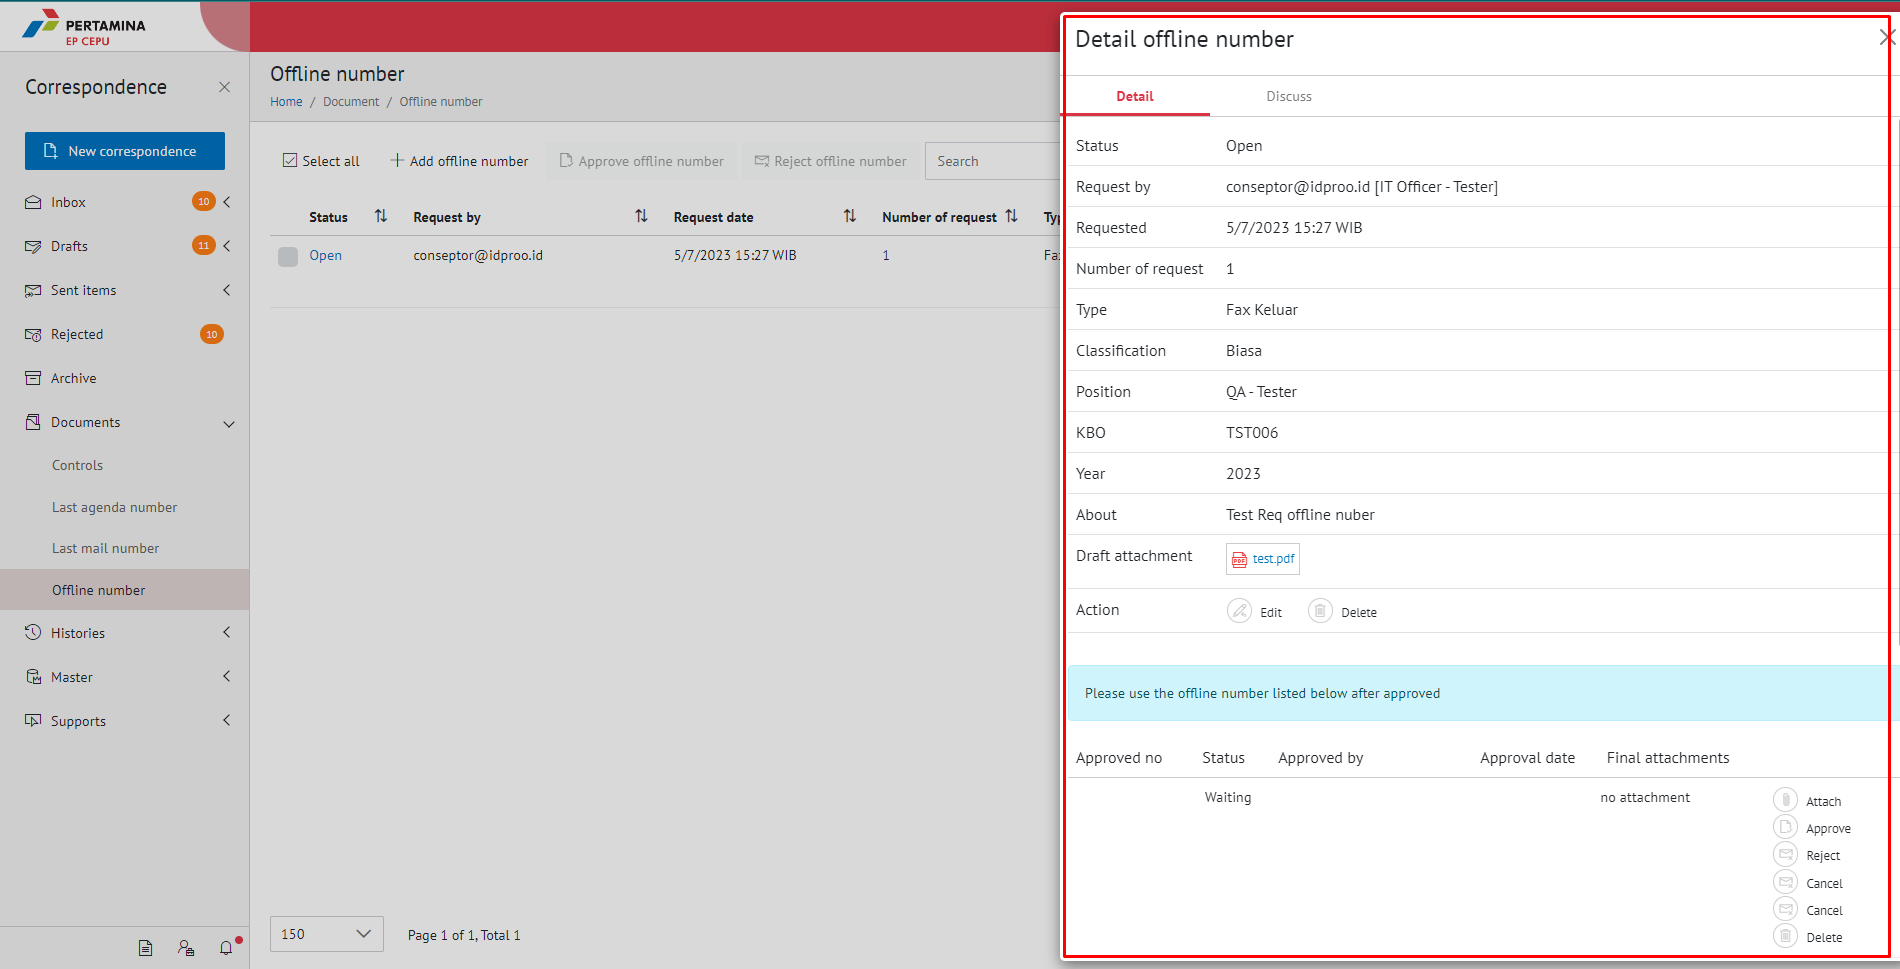 PERTAMINA
EP CEPU
Correspondence
New correspondence
Inbox 10
Drafts 11
Sent items
Rejected 10
Archive
Documents
Controls
Last agenda number
Last mail number
Offline number
Histories
Master
Supports
Offline number
Home / Document / Offline number
Select all Add offline number Approve offline number Reject offline number Search
Status Request by Request date Number of request
Open conseptor@idproo.id 5/7/2023 15:27 WIB 1
150 Page 1 of 1, Total 1
Detail offline number
Detail Discuss
Status Open
Request by conseptor@idproo.id [IT Officer - Tester]
Requested 5/7/2023 15:27 WIB
Number of request 1
Type Fax Keluar
Classification Biasa
Position QA - Tester
KBO TST006
Year 2023
About Test Req offline nuber
Draft attachment PDF test.pdf
Action Edit Delete
Please use the offline number listed below after approved
Approved no Status Approved by Approval date Final attachments
Waiting no attachment Attach
Approve
Reject
Cancel
Cancel
Delete